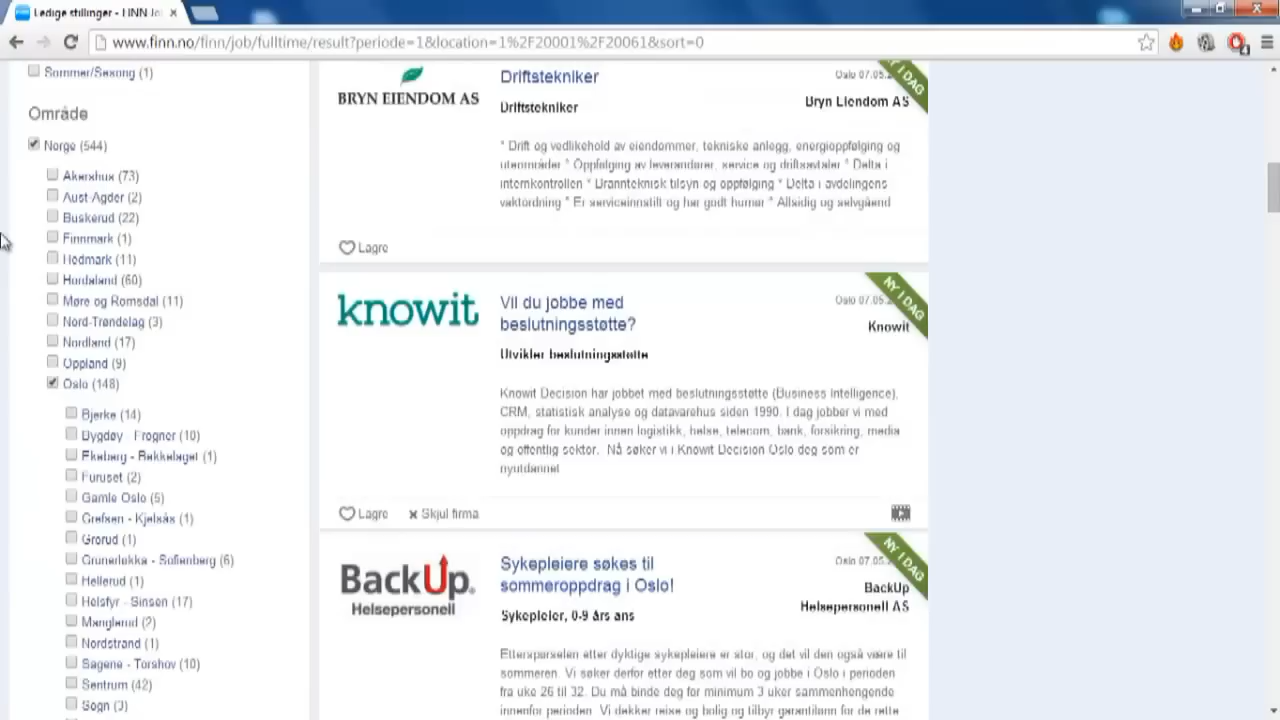 Ledige stillinger - FINN Jo
www.finn.no/finn/job/fulltime/result?periode=1&location=1%2F20001%2F20061&sort=0
Sommer/Sesong (1)
Område
Norge (544)
Akershus (73)
Aust-Agder (2)
Buskerud (22)
Finnmark (1)
Hedmark (11)
Hordaland (60)
Møre og Romsdal (11)
Nord-Trøndelag (3)
Nordland (17)
Oppland (9)
Oslo (148)
Bjerke (14)
Bygdøy - Frogner (10)
Ekeberg - Bekkelaget (1)
Furuset (2)
Gamle Oslo (5)
Grefsen - Kjelsås (1)
Grorud (1)
Grunerløkka - Sofienberg (6)
Hellerud (1)
Helsfyr - Sinsen (17)
Manglerud (2)
Nordstrand (1)
Sagene - Torshov (10)
Sentrum (42)
Sogn (3)
BRYN EIENDOM AS
Driftstekniker
Driftstekniker
Oslo 07.05.
NY I DAG
Bryn Eiendom AS
* Drift og vedlikehold av eiendommer, tekniske anlegg, energioppfølging og
uteområder * Oppfølging av leverandører, service og driftsavtaler * Delta i
internkontrollen * Brannteknisk tilsyn og oppfølging * Delta i avdelingens
vaktordning * Er serviceinnstilt og har godt humør * Allsidig og selvgående
Lagre
knowit
Vil du jobbe med
beslutningsstøtte?
Utvikler beslutningsstøtte
Oslo 07.05.
NY I DAG
Knowit
Knowit Decision har jobbet med beslutningsstøtte (Business Intelligence),
CRM, statistisk analyse og datavarehus siden 1990. I dag jobber vi med
oppdrag for kunder innen logistikk, helse, telecom, bank, forsikring, media
og offentlig sektor. Nå søker vi i Knowit Decision Oslo deg som er
nyutdannet
Lagre
Skjul firma
BackUp
Helsepersonell
Sykepleiere søkes til
sommeroppdrag i Oslo!
Sykepleier, 0-9 års ans
Oslo 07.05.
NY I DAG
BackUp
Helsepersonell AS
Etterspørselen etter dyktige sykepleiere er stor, og det vil den også være til
sommeren. Vi søker derfor etter deg som vil bo og jobbe i Oslo i perioden
fra uke 26 til 32. Du må binde deg for minimum 3 uker sammenhengende
innenfor perioden. Vi dekker reise og bolig og tilbyr garantilønn for de rette